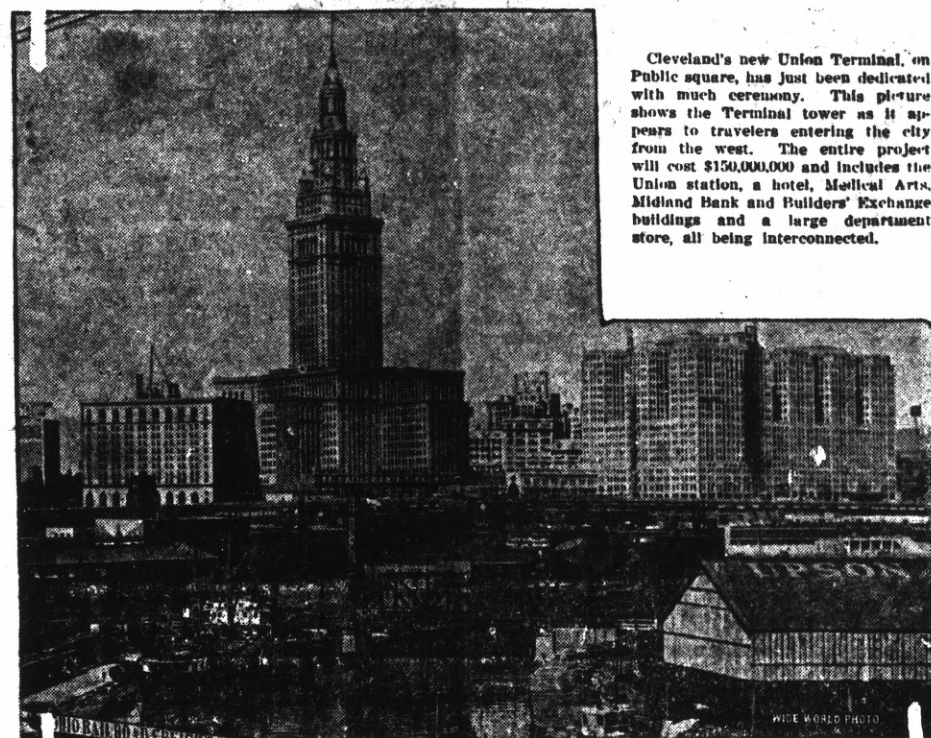 Cleveland's new Union Terminal, on
Public square, has just been dedicated
with much ceremony. This picture
shows the Terminal tower as it ap-
pears to travelers entering the city
from the west. The entire project
will cost $150,000,000 and includes the
Union station, a hotel, Medical Arts,
Midland Bank and Builders' Exchange
buildings and a large department
store, all being interconnected.
UPSON
WIDE WORLD PHOTO